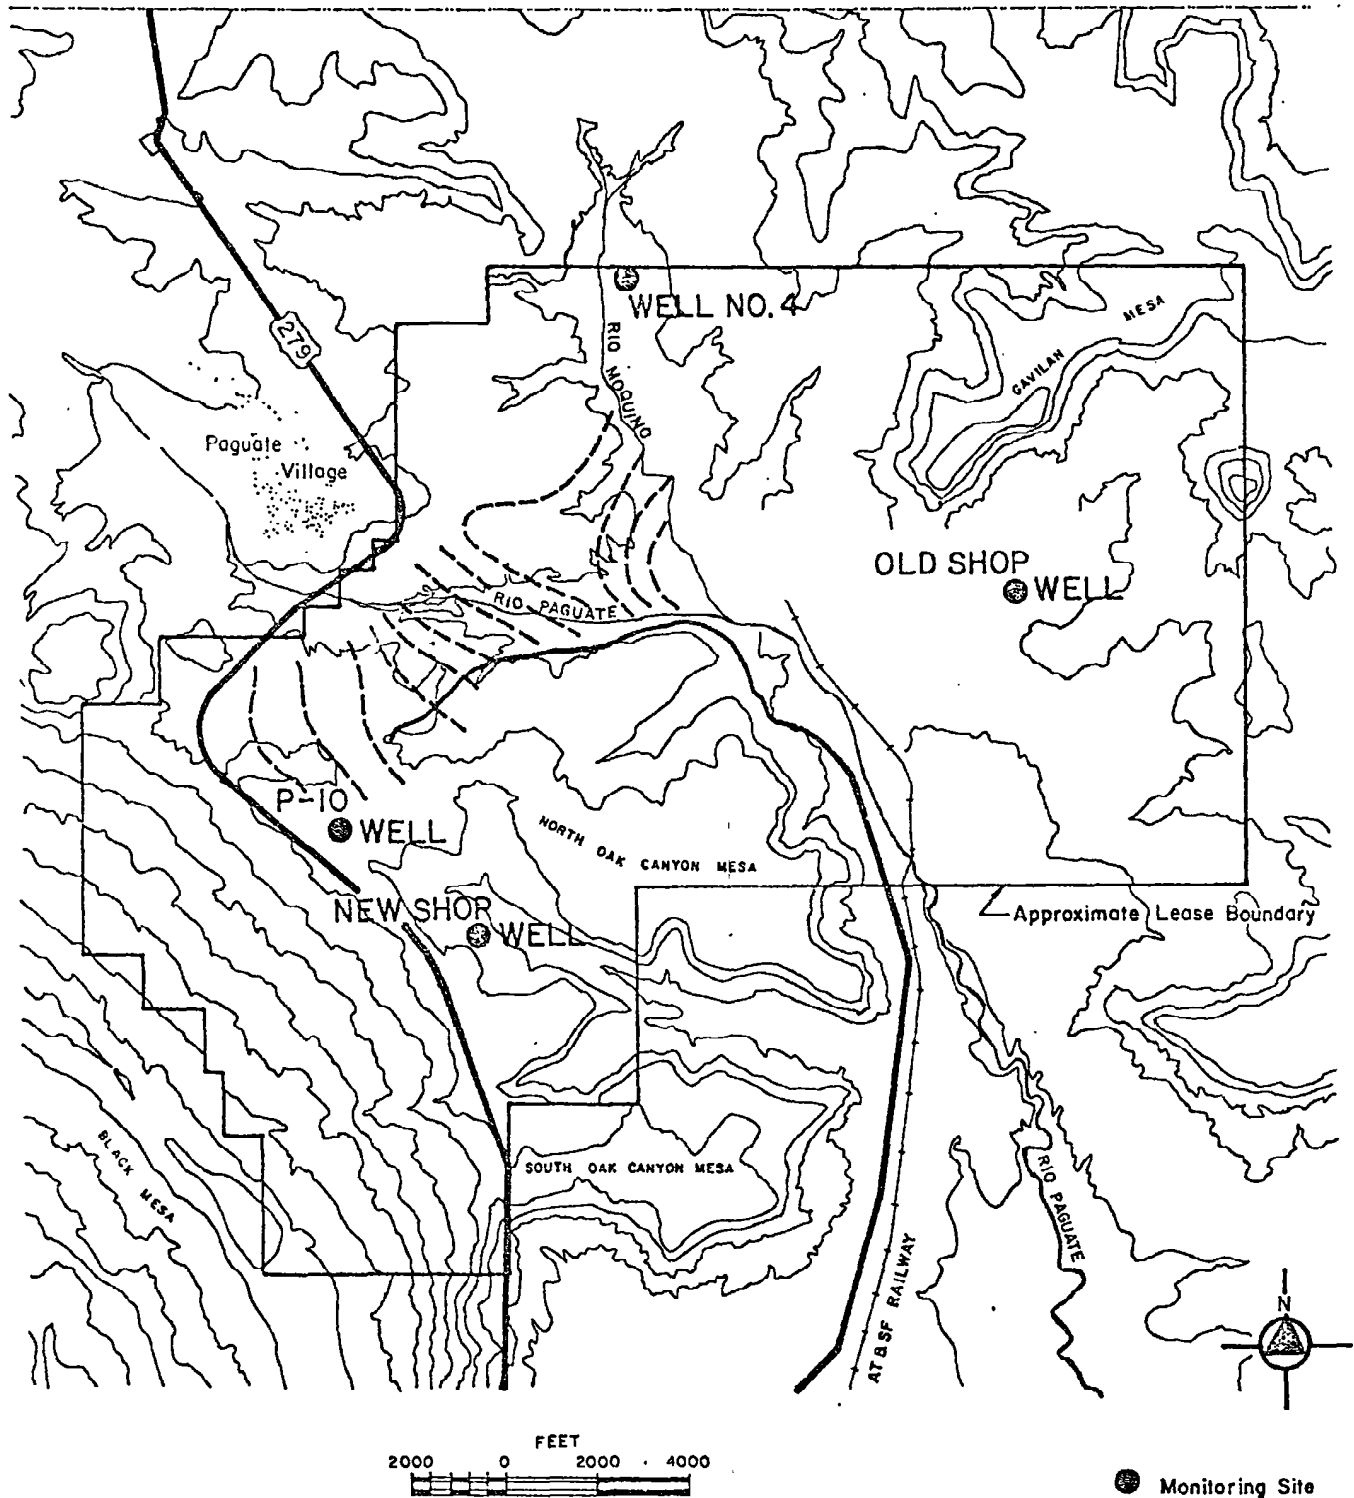 WELL NO. 4
279
RIO MOQUINO
GAVILAN MESA
Paguate
Village
OLD SHOP
WELL
RIO PAGUATE
P-10
WELL
NORTH OAK CANYON MESA
NEW SHOP
WELL
Approximate Lease Boundary
BLACK MESA
SOUTH OAK CANYON MESA
RIO PAGUATE
AT & SF RAILWAY
N
FEET
2000 0 2000 4000
Monitoring Site